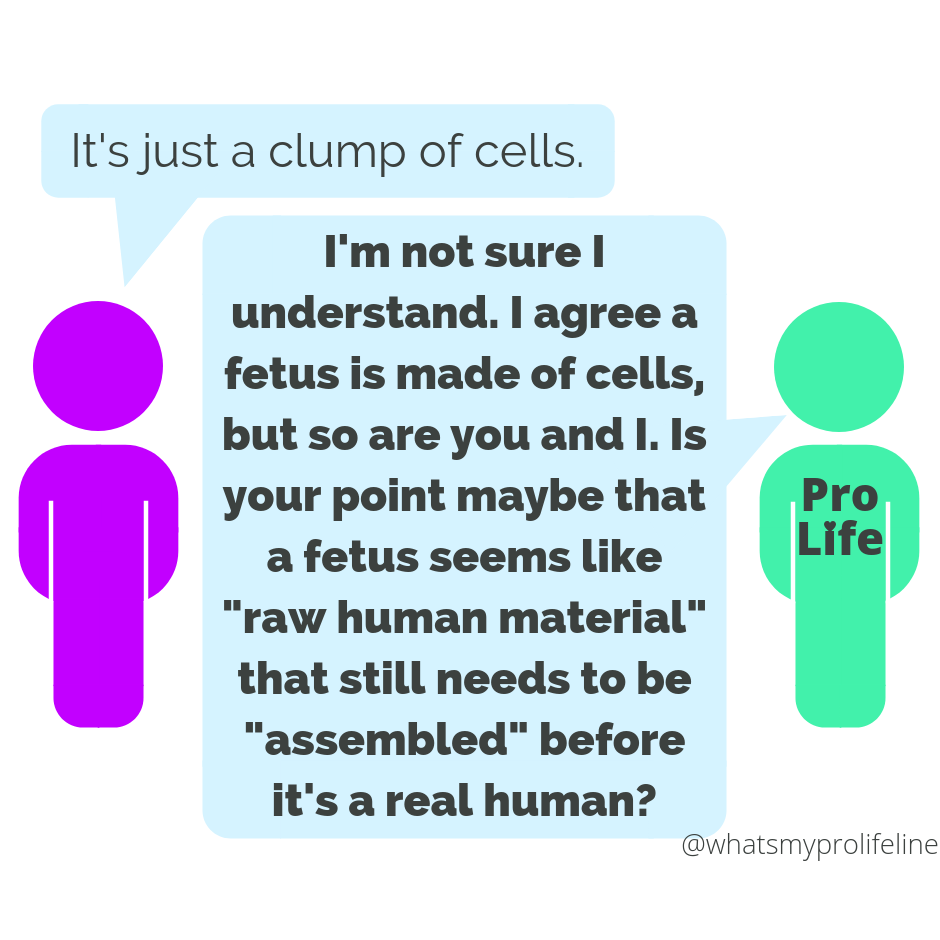 It's just a clump of cells.
I'm not sure I
understand. I agree a
fetus is made of cells,
but so are you and I. Is
your point maybe that
a fetus seems like
"raw human material"
that still needs to be
"assembled" before
it's a real human?
Pro
Life
@whatsmyprolifeline